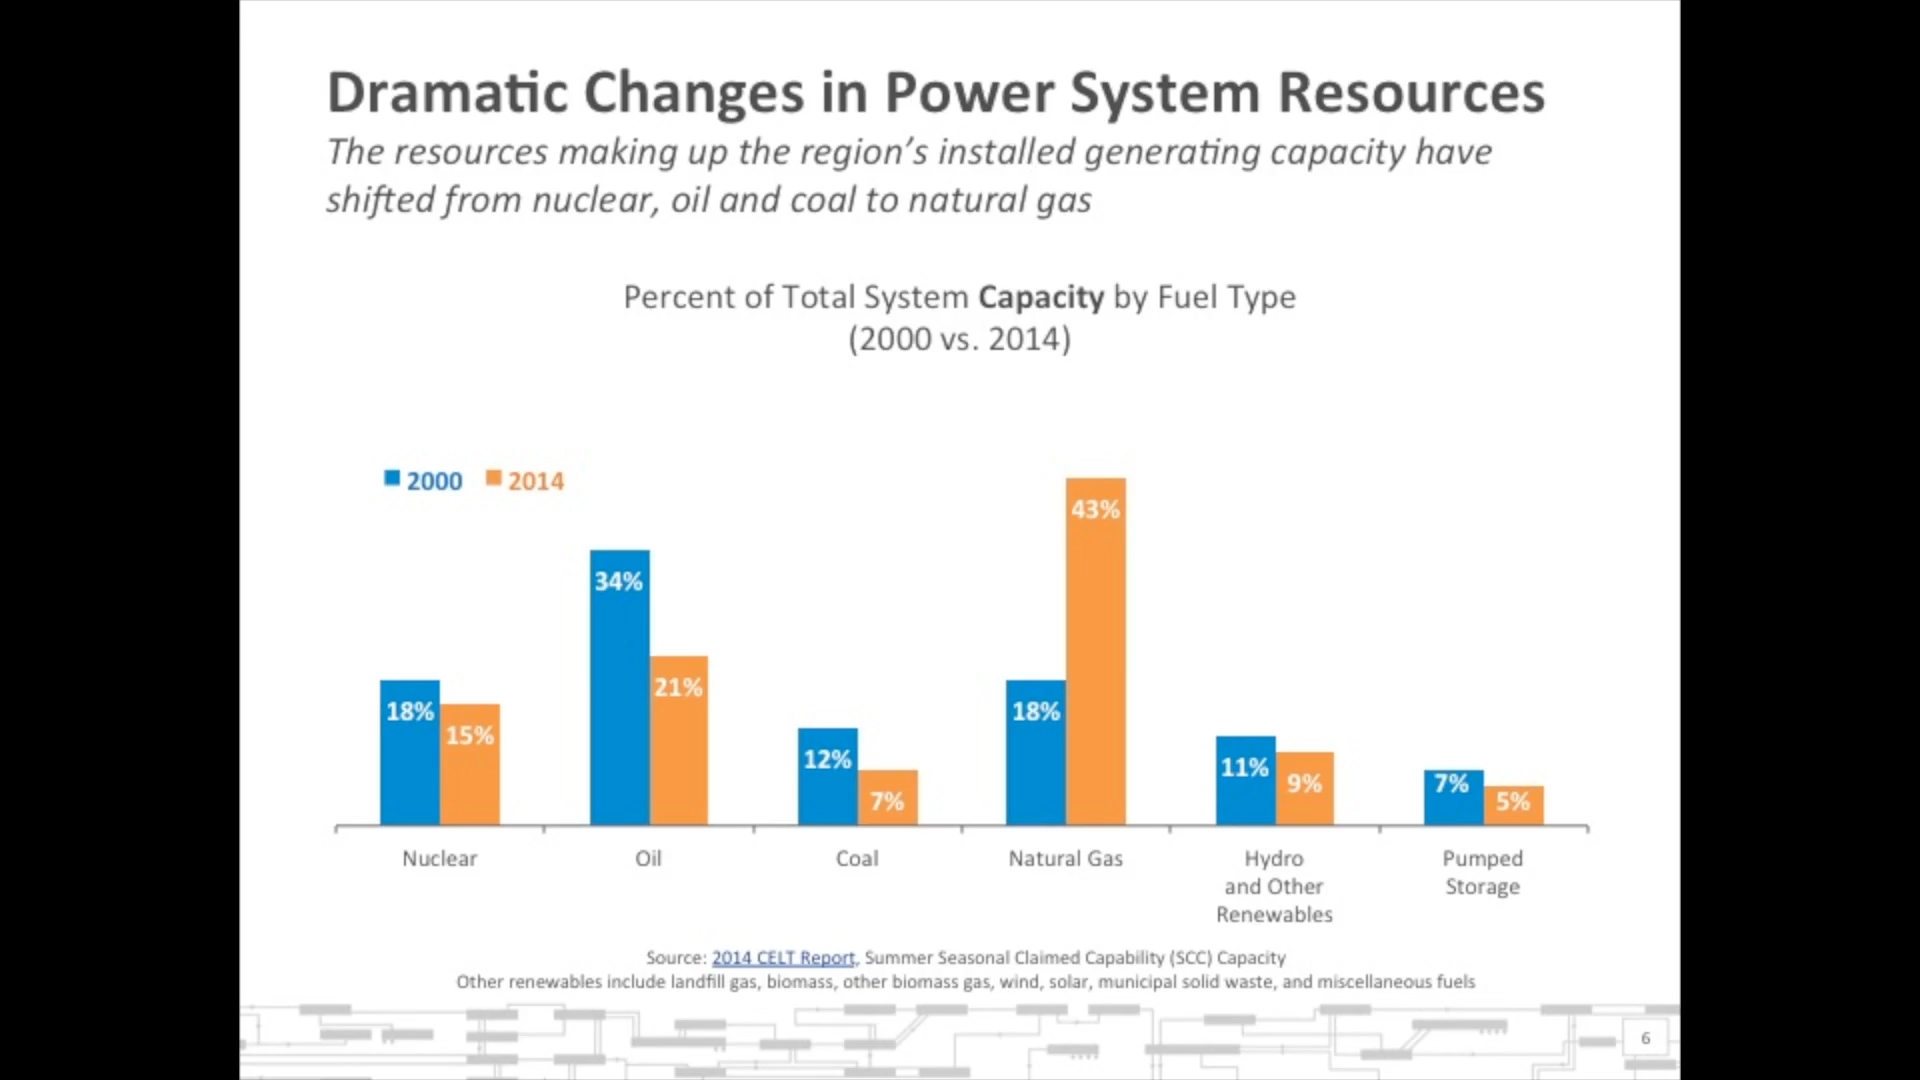 Dramatic Changes in Power System Resources
The resources making up the region's installed generating capacity have
shifted from nuclear, oil and coal to natural gas
Percent of Total System Capacity by Fuel Type
(2000 vs. 2014)
2000 2014
43%
34%
21%
18% 15%
12% 7%
18%
11% 9%
7% 5%
Nuclear Oil Coal Natural Gas Hydro Pumped
and Other Storage
Renewables
Source: 2014 CELT Report, Summer Seasonal Claimed Capability (SCC) Capacity
Other renewables include landfill gas, biomass, other biomass gas, wind, solar, municipal solid waste, and miscellaneous fuels
6